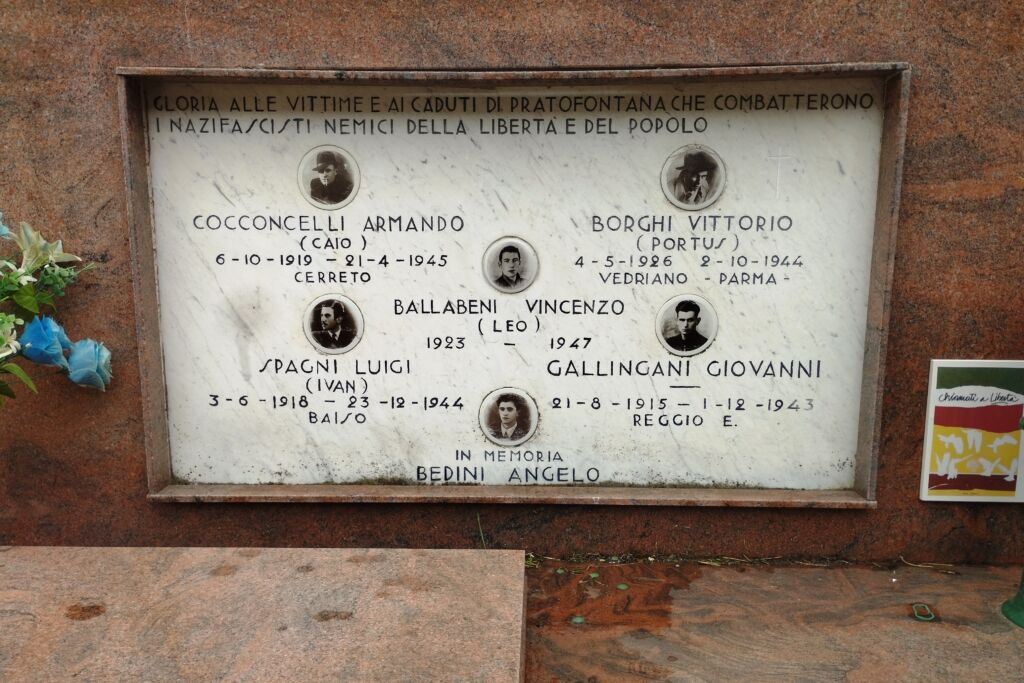 GLORIA ALLE VITTIME E AI CADUTI DI PRATOFONTANA CHE COMBATTERONO
I NAZIFASCISTI NEMICI DELLA LIBERTÀ E DEL POPOLO
COCCONCELLI ARMANDO
(CAIO)
6-10-1919 - 21-4-1945
CERRETO
BORGHI VITTORIO
(PORTUS)
4-5-1926 2-10-1944
VEDRIANO - PARMA -
BALLABENI VINCENZO
(LEO)
1923 - 1947
SPAGNI LUIGI
(IVAN)
3-6-1918 - 23-12-1944
BAISO
GALLINGANI GIOVANNI
21-8-1915 - 1-12-1943
REGGIO E.
IN MEMORIA
BEDINI ANGELO
chiamati a Libertà